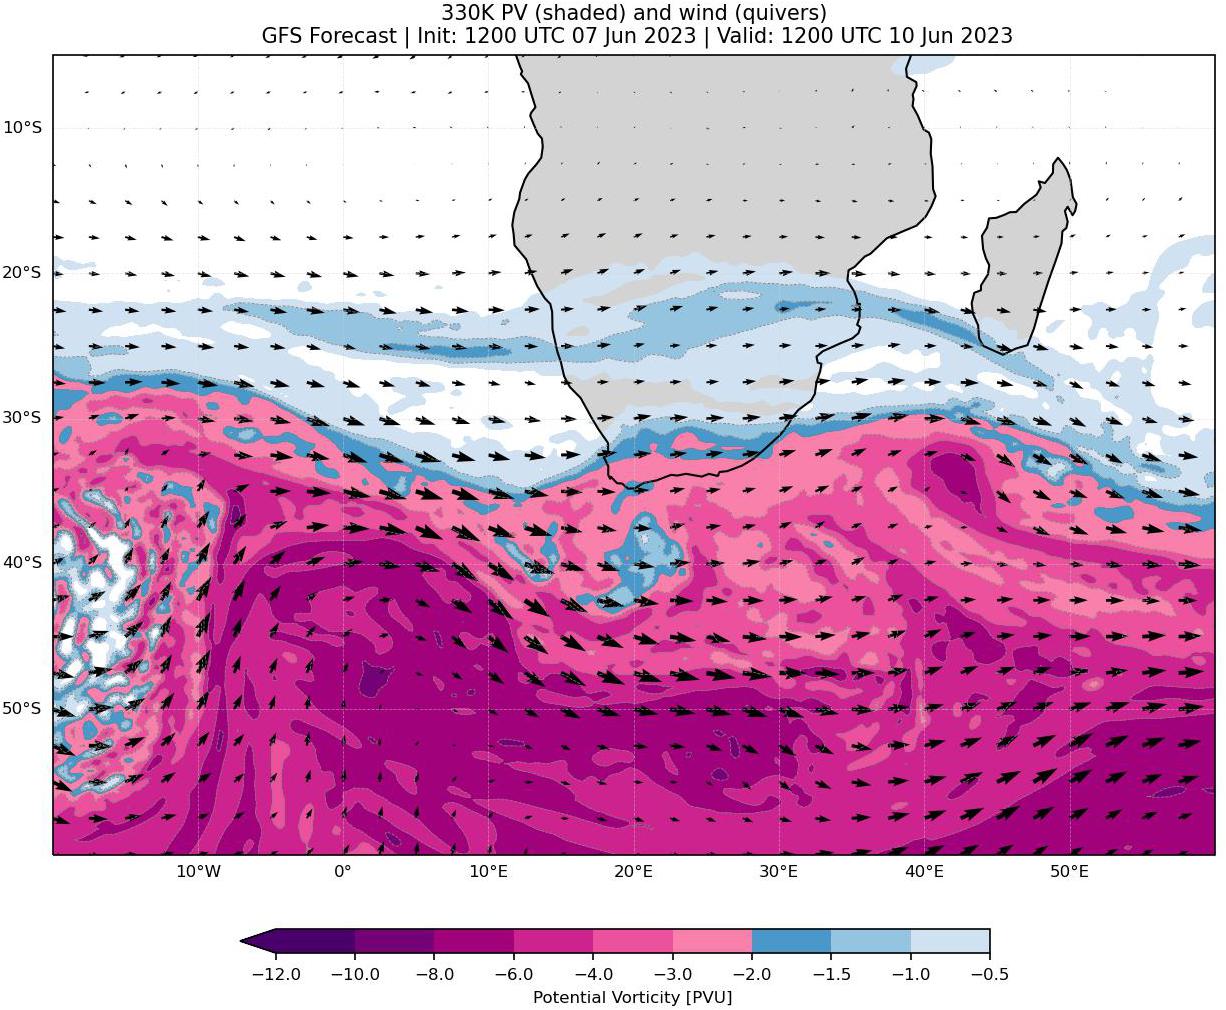 330K PV (shaded) and wind (quivers)
GFS Forecast | Init: 1200 UTC 07 Jun 2023 | Valid: 1200 UTC 10 Jun 2023
10°S
20°S
30°S
40°S
50°S
10°W 0° 10°E 20°E 30°E 40°E 50°E
−12.0 −10.0 −8.0 −6.0 −4.0 −3.0 −2.0 −1.5 −1.0 −0.5
Potential Vorticity [PVU]